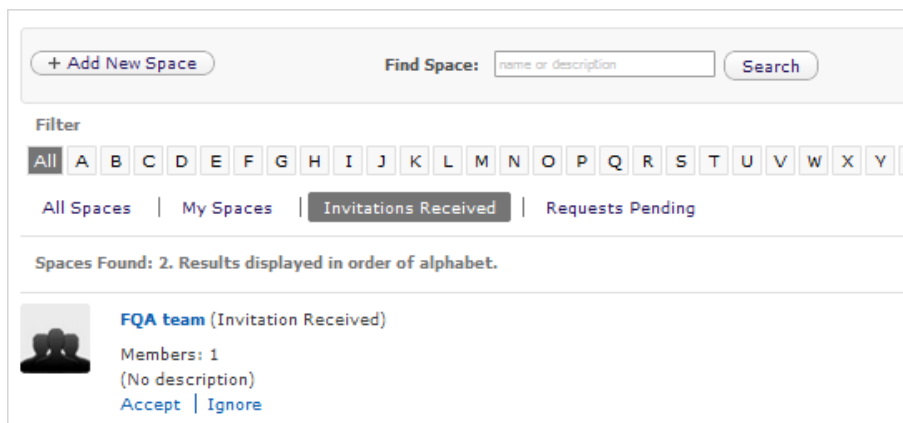 + Add New Space Find Space: name or description Search
Filter
All A B C D E F G H I J K L M N O P Q R S T U V W X Y
All Spaces | My Spaces | Invitations Received | Requests Pending
Spaces Found: 2. Results displayed in order of alphabet.
FQA team (Invitation Received)
Members: 1
(No description)
Accept | Ignore